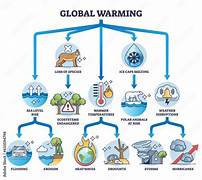 GLOBAL WARMING
LOSS OF SPECIES
ICE CAPS MELTING
SEA LEVEL
RISE
ECOSYSTEMS
ENDANGERED
WARMER
TEMPERATURES
POLAR ANIMALS
AT RISK
WEATHER
DISRUPTIONS
FLOODING
EROSION
HEATWAVES
DROUGHTS
STORMS
HURRICANES